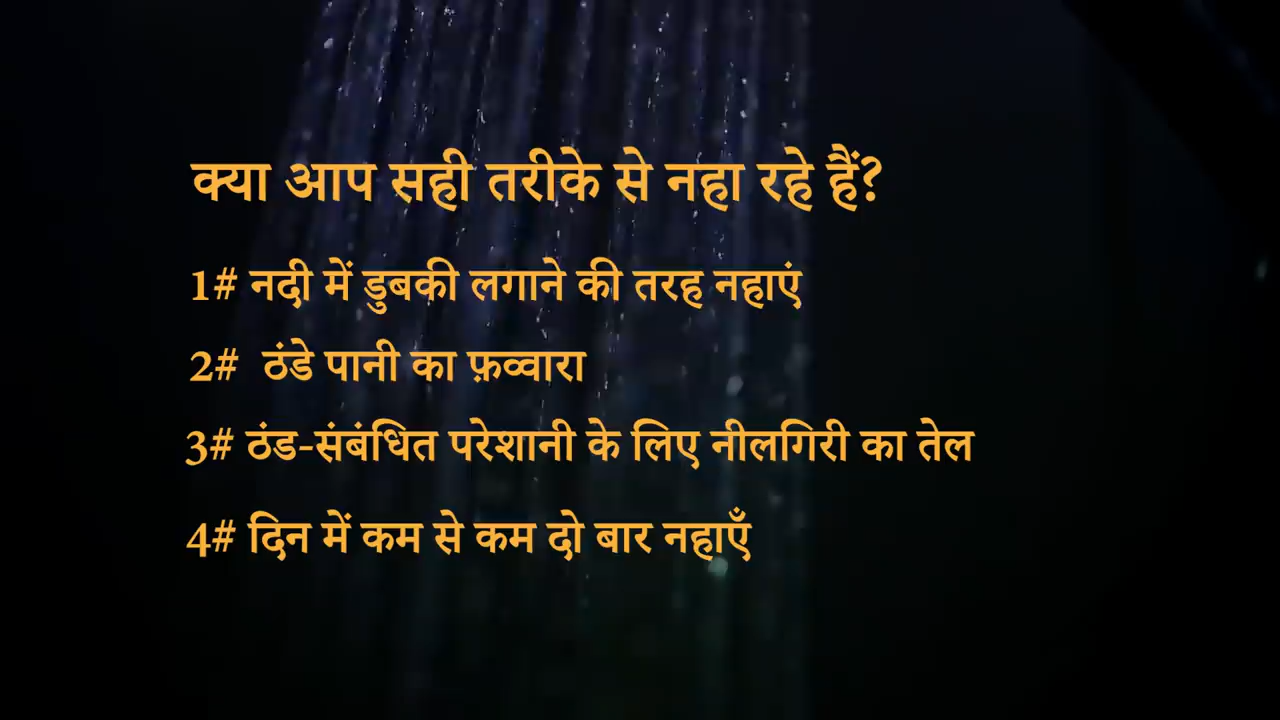 क्या आप सही तरीके से नहा रहे हैं?
1# नदी में डुबकी लगाने की तरह नहाएं
2# ठंडे पानी का फ़व्वारा
3# ठंड-संबंधित परेशानी के लिए नीलगिरी का तेल
4# दिन में कम से कम दो बार नहाएँ